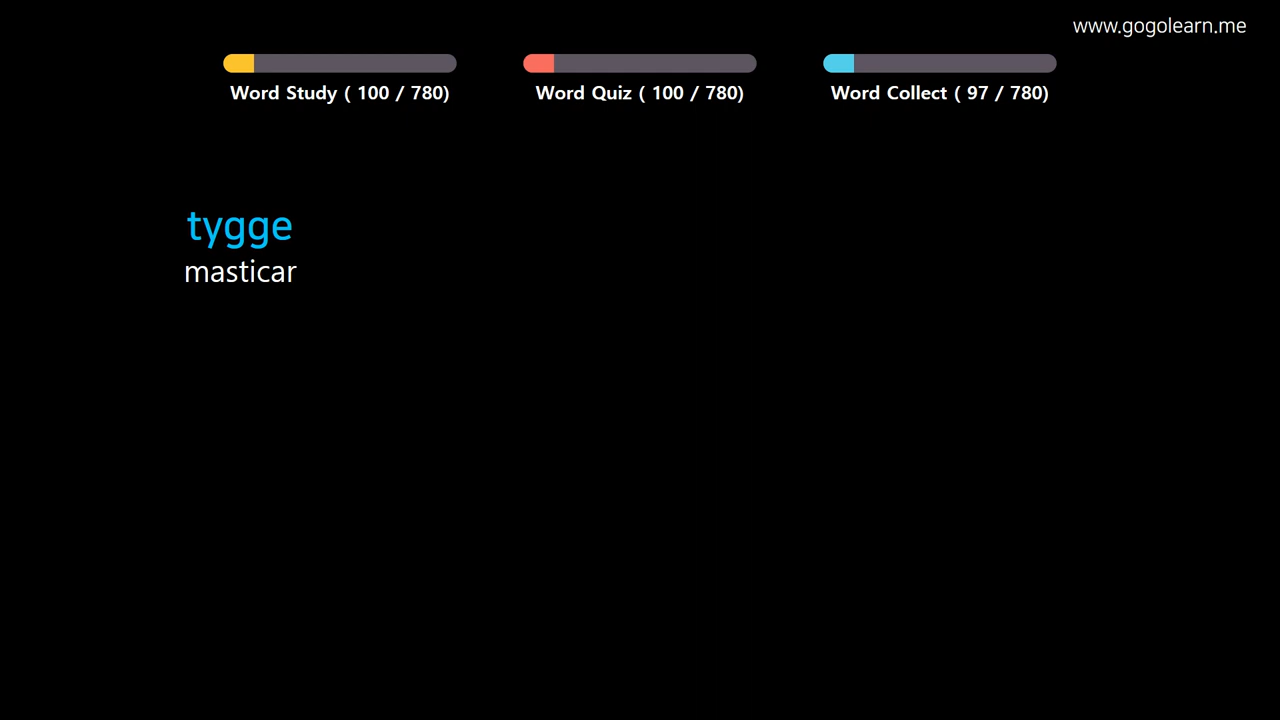 www.gogolearn.me
Word Study ( 100 / 780)
Word Quiz ( 100 / 780)
Word Collect ( 97 / 780)
tygge
masticar